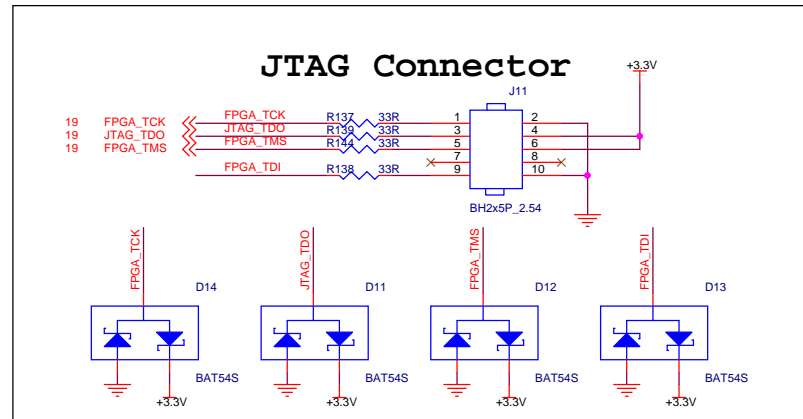 JTAG Connector
+3.3V
J11
19 FPGA_TCK FPGA_TCK R137 33R 1 2
19 JTAG_TDO JTAG_TDO R139 33R 3 4
19 FPGA_TMS FPGA_TMS R144 33R 5 6
7 8
FPGA_TDI R138 33R 9 10
BH2x5P_2.54
FPGA_TCK JTAG_TDO FPGA_TMS FPGA_TDI
D14 D11 D12 D13
BAT54S BAT54S BAT54S BAT54S
+3.3V +3.3V +3.3V +3.3V